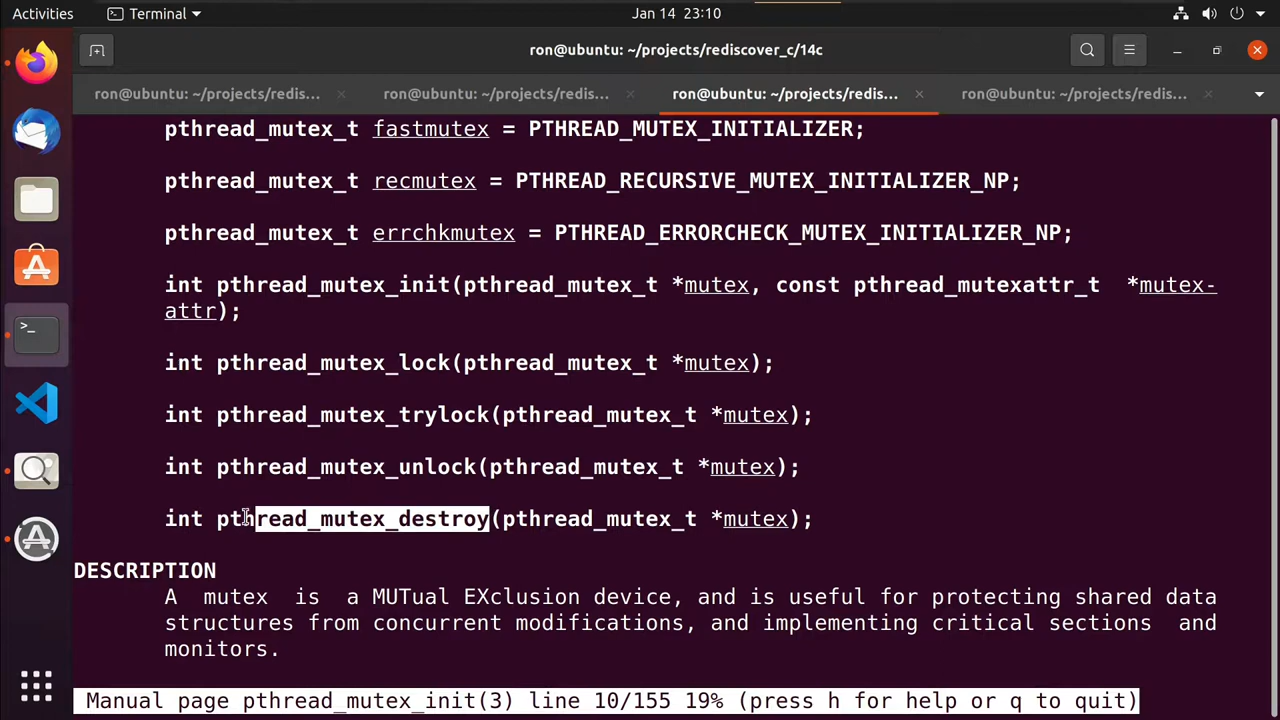 Activities
Terminal
Jan 14 23:10
ron@ubuntu: ~/projects/rediscover_c/14c
ron@ubuntu: ~/projects/redis...
ron@ubuntu: ~/projects/redis...
ron@ubuntu: ~/projects/redis...
ron@ubuntu: ~/projects/redis...
pthread_mutex_t fastmutex = PTHREAD_MUTEX_INITIALIZER;
pthread_mutex_t recmutex = PTHREAD_RECURSIVE_MUTEX_INITIALIZER_NP;
pthread_mutex_t errchkmutex = PTHREAD_ERRORCHECK_MUTEX_INITIALIZER_NP;
int pthread_mutex_init(pthread_mutex_t *mutex, const pthread_mutexattr_t *mutex-
attr);
int pthread_mutex_lock(pthread_mutex_t *mutex);
int pthread_mutex_trylock(pthread_mutex_t *mutex);
int pthread_mutex_unlock(pthread_mutex_t *mutex);
int pthread_mutex_destroy(pthread_mutex_t *mutex);
DESCRIPTION
A mutex is a MUTual EXclusion device, and is useful for protecting shared data
structures from concurrent modifications, and implementing critical sections and
monitors.
Manual page pthread_mutex_init(3) line 10/155 19% (press h for help or q to quit)